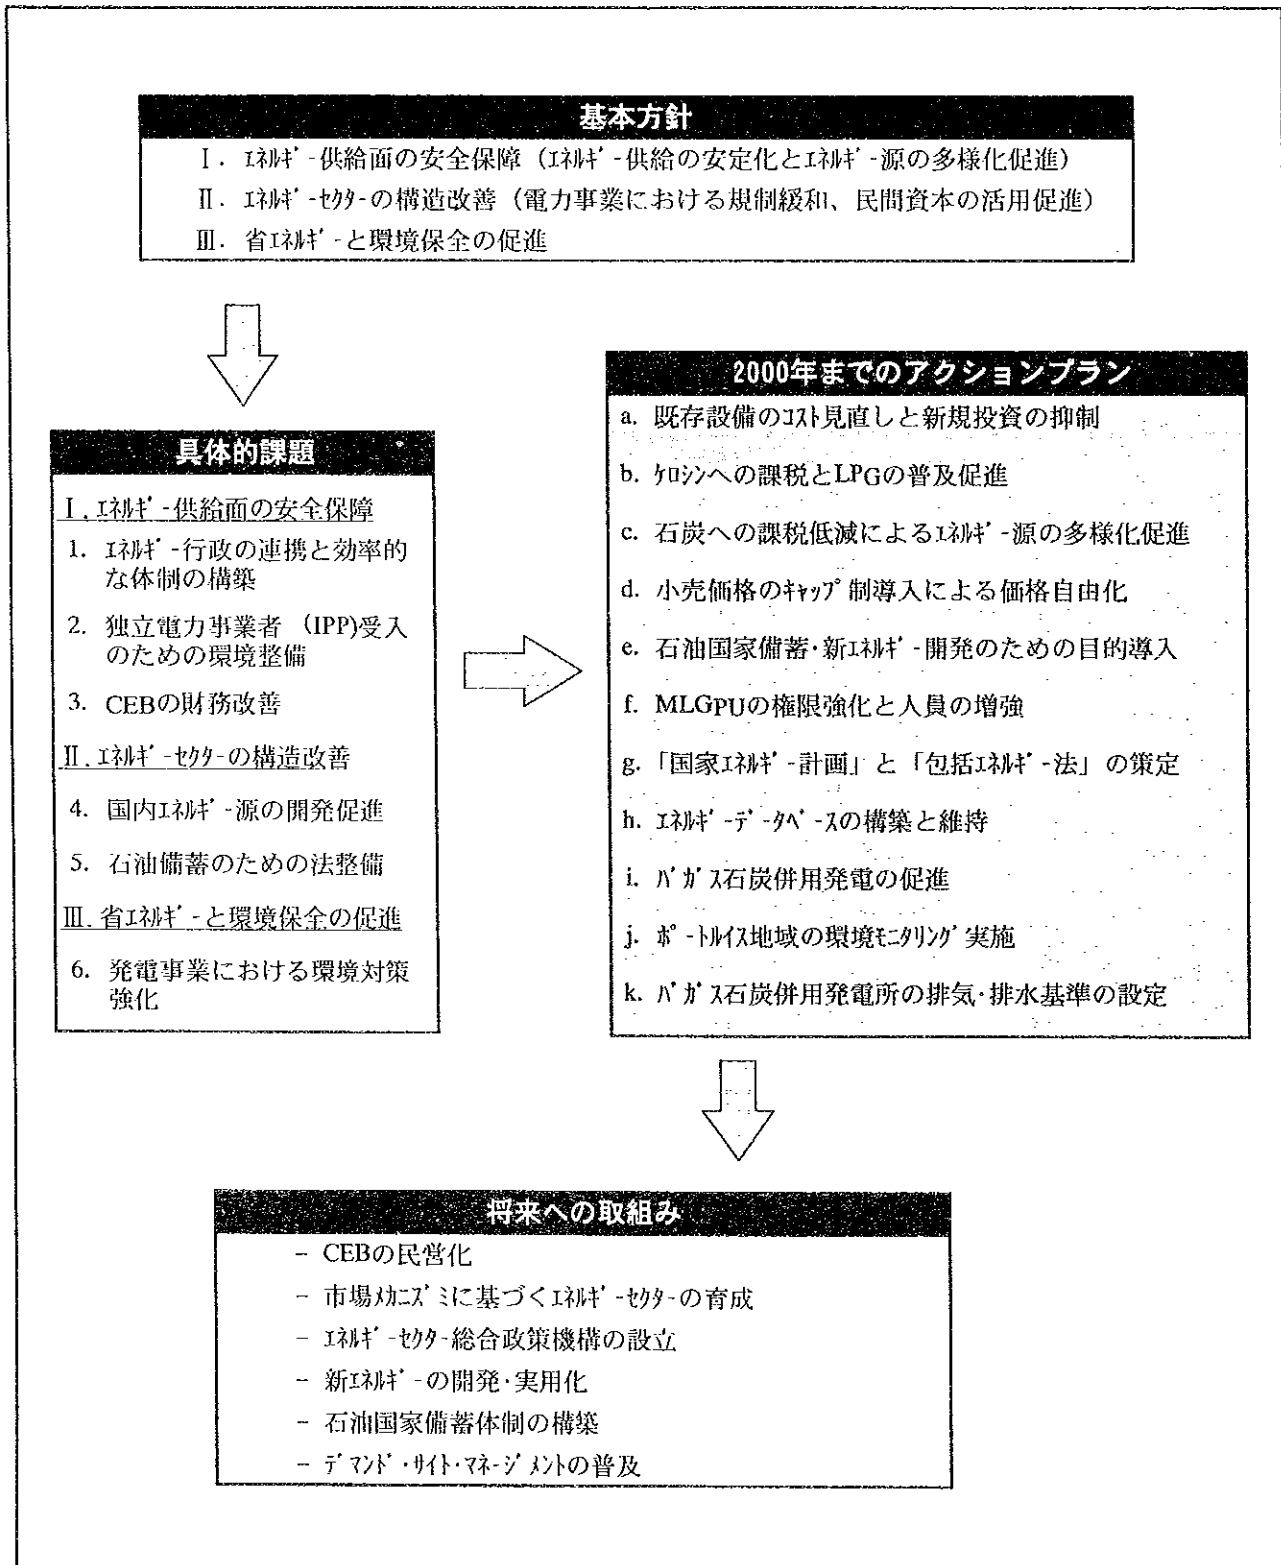 基本方針
Ⅰ. ｴﾈﾙｷﾞ-供給面の安全保障（ｴﾈﾙｷﾞ-供給の安定化とｴﾈﾙｷﾞ-源の多様化促進）
Ⅱ. ｴﾈﾙｷﾞ-ｾｸﾀ-の構造改善（電力事業における規制緩和、民間資本の活用促進）
Ⅲ. 省ｴﾈﾙｷﾞ-と環境保全の促進
具体的課題
Ⅰ. ｴﾈﾙｷﾞ-供給面の安全保障
1. ｴﾈﾙｷﾞ-行政の連携と効率的
な体制の構築
2. 独立電力事業者 （IPP)受入
のための環境整備
3. CEBの財務改善
Ⅱ. ｴﾈﾙｷﾞ-ｾｸﾀ-の構造改善
4. 国内ｴﾈﾙｷﾞ-源の開発促進
5. 石油備蓄のための法整備
Ⅲ. 省ｴﾈﾙｷﾞ-と環境保全の促進
6. 発電事業における環境対策
強化
2000年までのアクションプラン
a. 既存設備のｺｽﾄ見直しと新規投資の抑制
b. ｹﾛｼﾝへの課税とLPGの普及促進
c. 石炭への課税低減によるｴﾈﾙｷﾞ-源の多様化促進
d. 小売価格のｷｬｯﾌﾟ制導入による価格自由化
e. 石油国家備蓄･新ｴﾈﾙｷﾞ-開発のための目的導入
f. MLGPUの権限強化と人員の増強
g. 「国家ｴﾈﾙｷﾞ-計画」と「包括ｴﾈﾙｷﾞ-法」の策定
h. ｴﾈﾙｷﾞ-ﾃﾞ-ﾀﾍﾞ-ｽの構築と維持
i. ﾊﾞｶﾞｽ石炭併用発電の促進
j. ﾎﾟ-ﾄﾙｲｽ地域の環境ﾓﾆﾀﾘﾝｸﾞ実施
k. ﾊﾞｶﾞｽ石炭併用発電所の排気･排水基準の設定
将来への取組み
- CEBの民営化
- 市場ﾒｶﾆｽﾞﾐに基づくｴﾈﾙｷﾞ-ｾｸﾀ-の育成
- ｴﾈﾙｷﾞ-ｾｸﾀ-総合政策機構の設立
- 新ｴﾈﾙｷﾞ-の開発･実用化
- 石油国家備蓄体制の構築
- ﾃﾞﾏﾝﾄﾞ･ｻｲﾄ･ﾏﾈ-ｼﾞﾒﾝﾄの普及